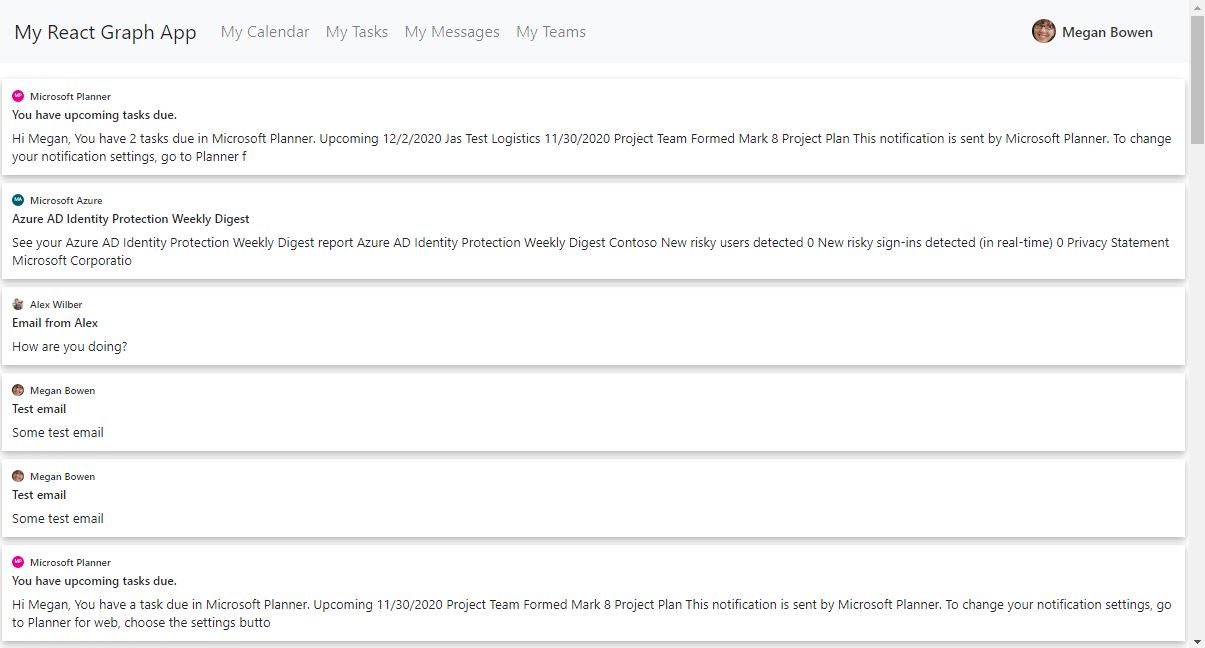 My React Graph App My Calendar My Tasks My Messages My Teams Megan Bowen
MP Microsoft Planner
You have upcoming tasks due.
Hi Megan, You have 2 tasks due in Microsoft Planner. Upcoming 12/2/2020 Jas Test Logistics 11/30/2020 Project Team Formed Mark 8 Project Plan This notification is sent by Microsoft Planner. To change
your notification settings, go to Planner f
MA Microsoft Azure
Azure AD Identity Protection Weekly Digest
See your Azure AD Identity Protection Weekly Digest report Azure AD Identity Protection Weekly Digest Contoso New risky users detected 0 New risky sign-ins detected (in real-time) 0 Privacy Statement
Microsoft Corporatio
Alex Wilber
Email from Alex
How are you doing?
Megan Bowen
Test email
Some test email
Megan Bowen
Test email
Some test email
MP Microsoft Planner
You have upcoming tasks due.
Hi Megan, You have a task due in Microsoft Planner. Upcoming 11/30/2020 Project Team Formed Mark 8 Project Plan This notification is sent by Microsoft Planner. To change your notification settings, go
to Planner for web, choose the settings butto